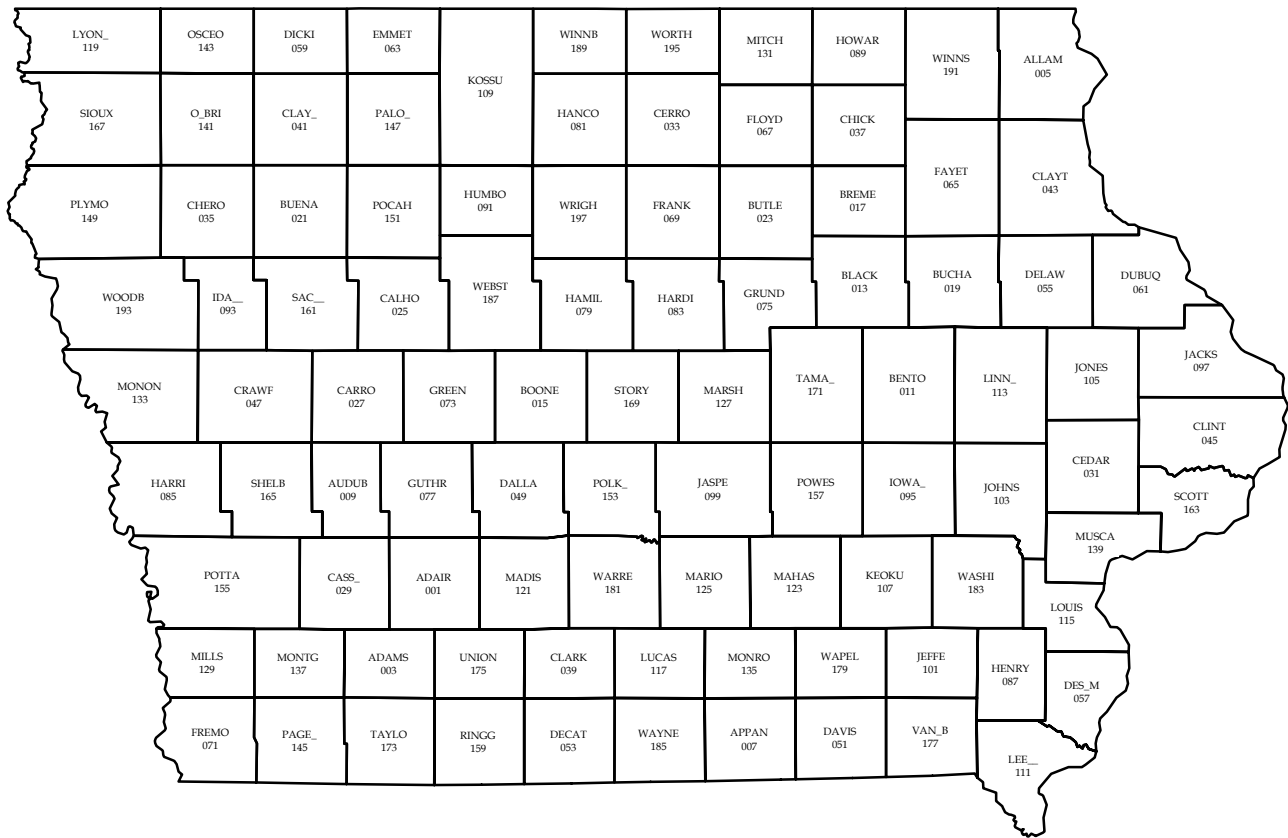 LYON_
119
OSCEO
143
DICKI
059
EMMET
063
KOSSU
109
WINNB
189
WORTH
195
MITCH
131
HOWAR
089
WINNS
191
ALLAM
005
SIOUX
167
O_BRI
141
CLAY_
041
PALO_
147
HANCO
081
CERRO
033
FLOYD
067
CHICK
037
FAYET
065
CLAYT
043
PLYMO
149
CHERO
035
BUENA
021
POCAH
151
HUMBO
091
WRIGH
197
FRANK
069
BUTLE
023
BREME
017
WOODB
193
IDA__
093
SAC__
161
CALHO
025
WEBST
187
HAMIL
079
HARDI
083
GRUND
075
BLACK
013
BUCHA
019
DELAW
055
DUBUQ
061
MONON
133
CRAWF
047
CARRO
027
GREEN
073
BOONE
015
STORY
169
MARSH
127
TAMA_
171
BENTO
011
LINN_
113
JONES
105
JACKS
097
CLINT
045
HARRI
085
SHELB
165
AUDUB
009
GUTHR
077
DALLA
049
POLK_
153
JASPE
099
POWES
157
IOWA_
095
JOHNS
103
CEDAR
031
SCOTT
163
MUSCA
139
POTTA
155
CASS_
029
ADAIR
001
MADIS
121
WARRE
181
MARIO
125
MAHAS
123
KEOKU
107
WASHI
183
LOUIS
115
MILLS
129
MONTG
137
ADAMS
003
UNION
175
CLARK
039
LUCAS
117
MONRO
135
WAPEL
179
JEFFE
101
HENRY
087
DES_M
057
FREMO
071
PAGE_
145
TAYLO
173
RINGG
159
DECAT
053
WAYNE
185
APPAN
007
DAVIS
051
VAN_B
177
LEE__
111